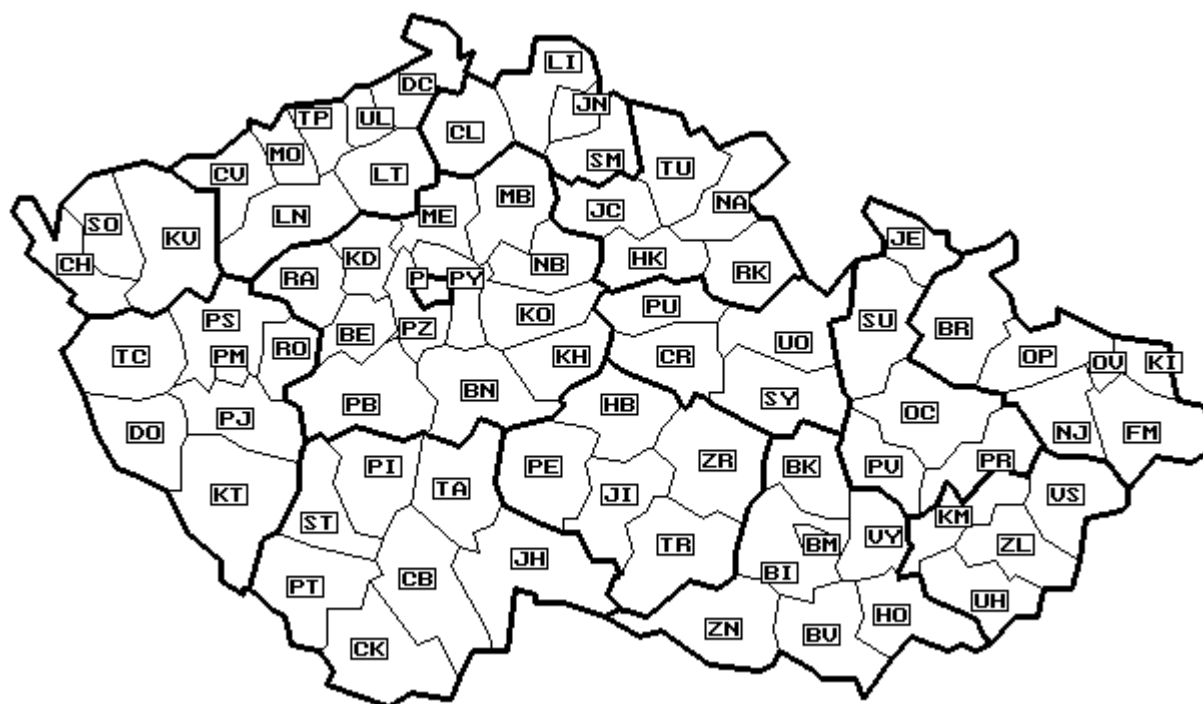 LI
DC
JN
TP
UL
CL
MO
SM
TU
CV
LT
MB
NA
LN
ME
JC
SO
KV
JE
KD
NB
HK
CH
RA
P
PY
RK
PU
KO
SU
BR
PS
PZ
BE
RO
UO
TC
PM
CR
KH
OP
OV
KI
BN
SY
PB
HB
OC
DO
PJ
NJ
FM
PI
PE
ZR
BK
PV
PR
KT
TA
JI
VS
ST
KM
TR
BM
VY
ZL
PT
CB
JH
BI
UH
CK
ZN
BV
HO